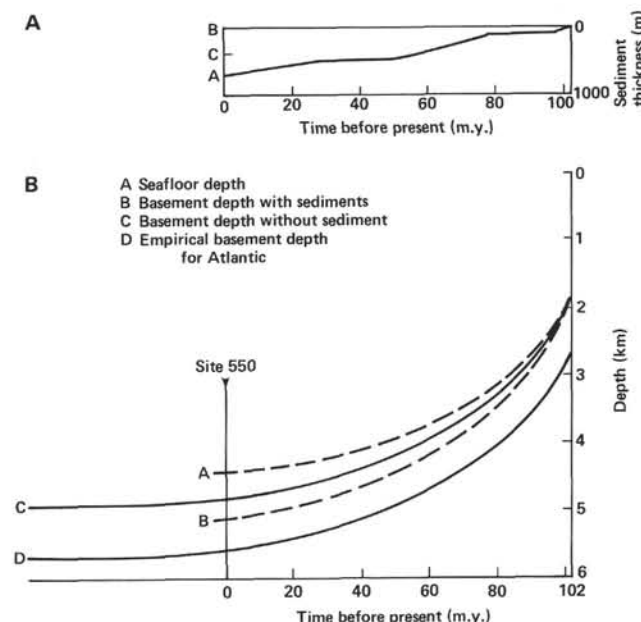 A
B
C
A
0
1000
Sediment
thickness (m)
0 20 40 60 80 100
Time before present (m.y.)
B
A Seafloor depth
B Basement depth with sediments
C Basement depth without sediment
D Empirical basement depth
for Atlantic
Site 550
0
1
2
3
4
5
6
Depth (km)
A
C
B
D
0 20 40 60 80 102
Time before present (m.y.)